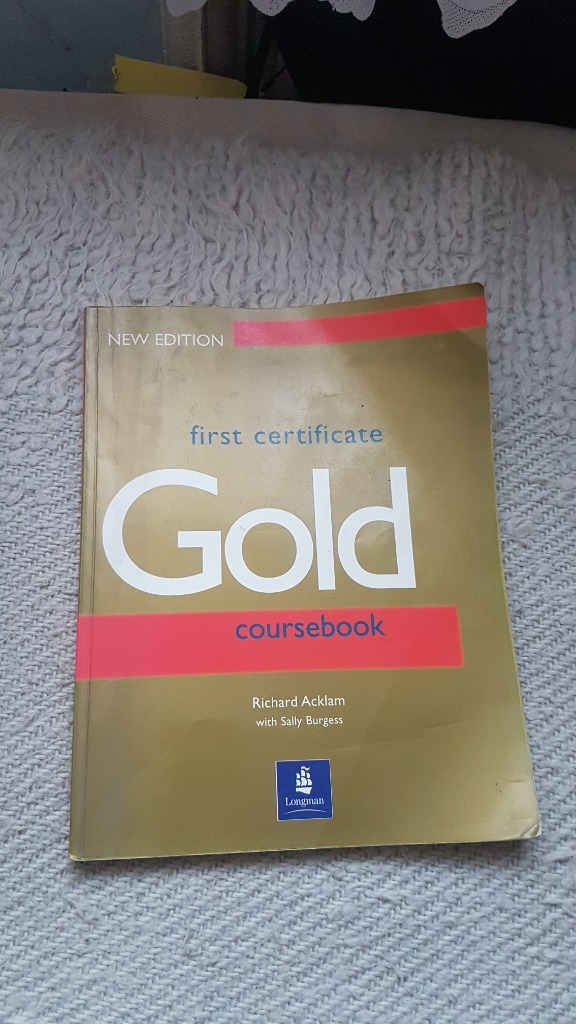 NEW EDITION
first certificate
Gold
coursebook
Richard Acklam
with Sally Burgess
Longman